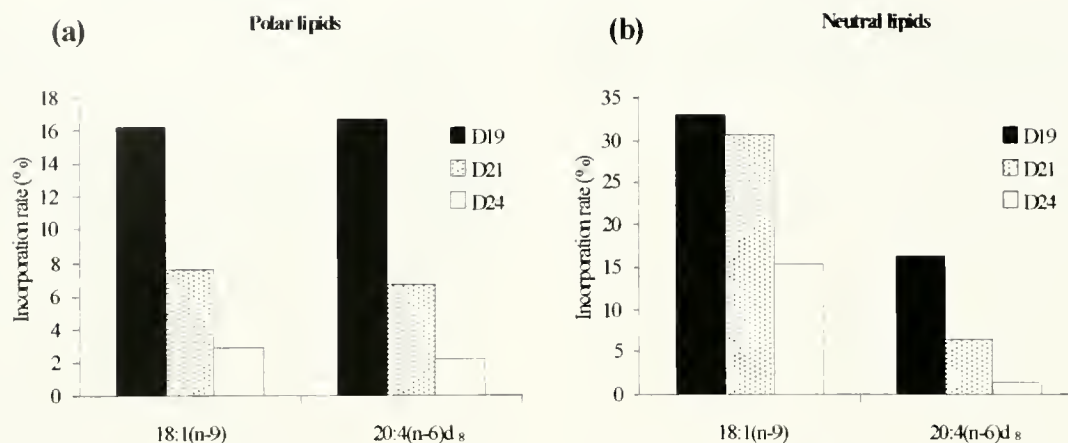 (a)
Polar lipids
18
16
14
12
10
8
6
4
2
0
Incorporation rate (%)
D19
D21
D24
18:1(n-9)
20:4(n-6)d8
(b)
Neutral lipids
35
30
25
20
15
10
5
0
Incorporation rate (%)
D19
D21
D24
18:1(n-9)
20:4(n-6)d8